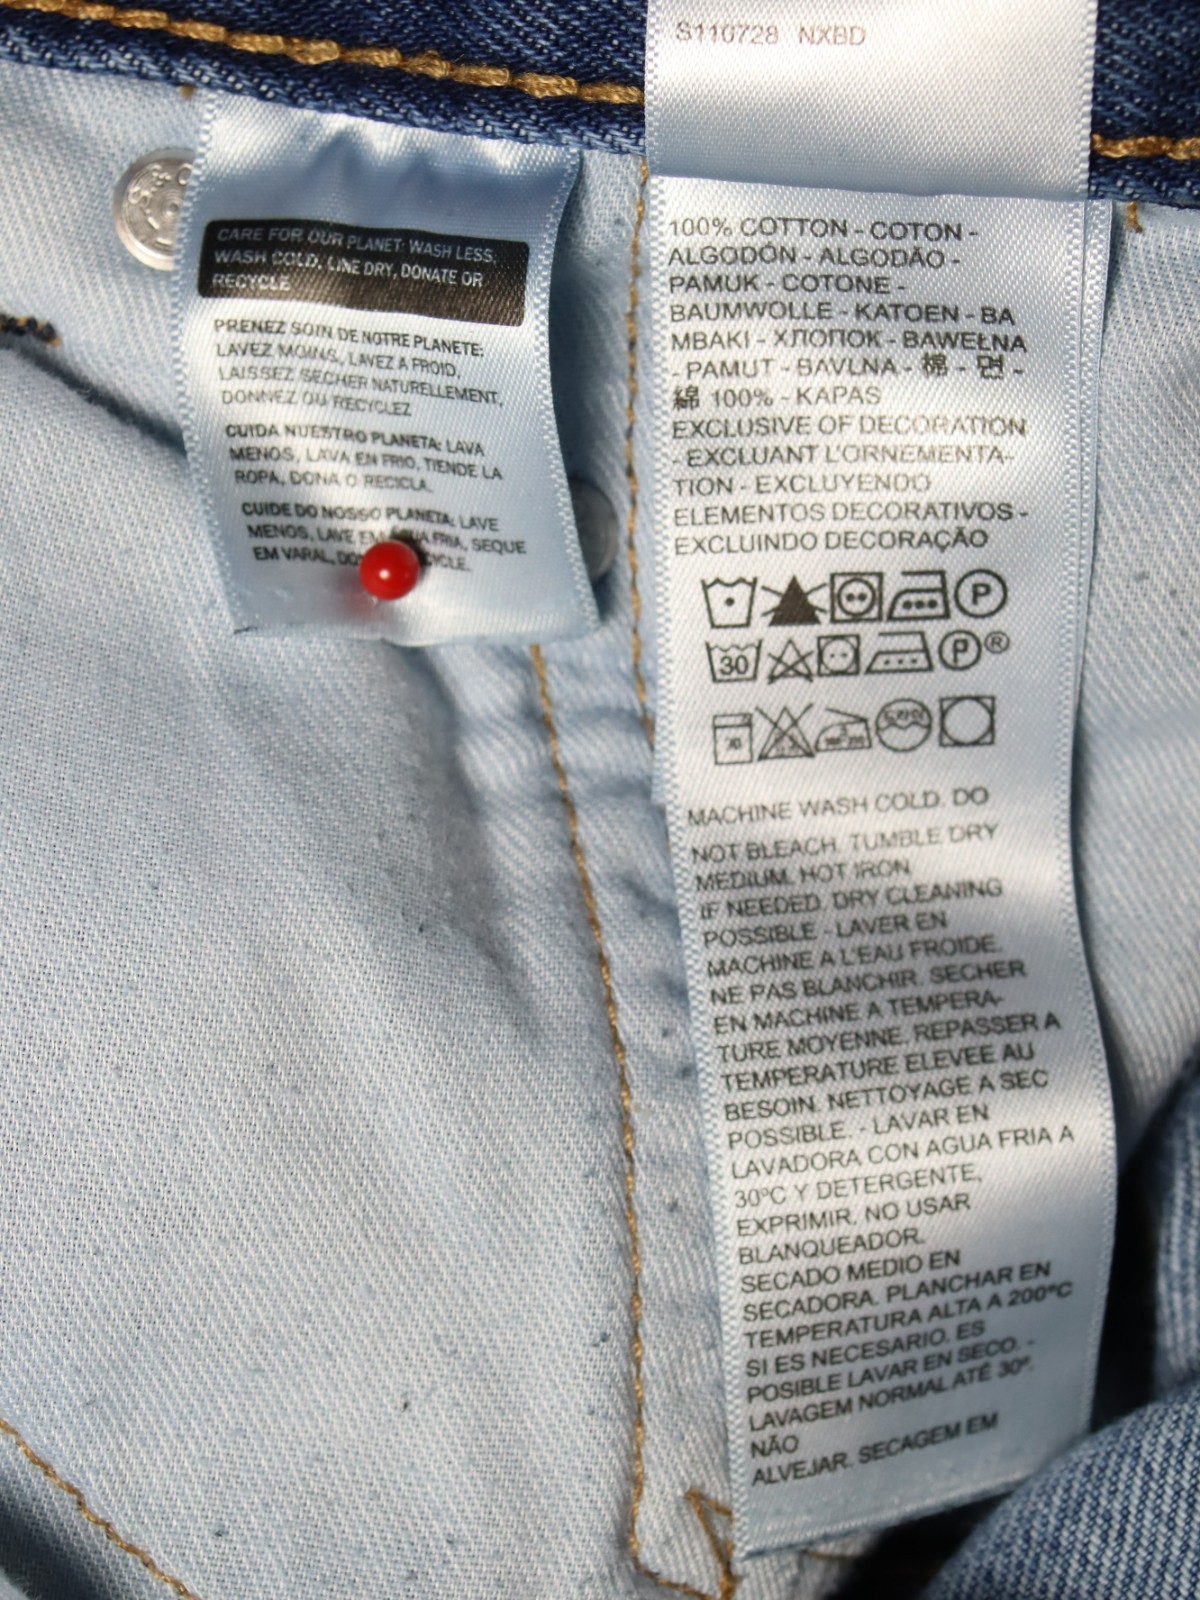 S110728 NXBD
CARE FOR OUR PLANET: WASH LESS,
WASH COLD, LINE DRY, DONATE OR
RECYCLE
PRENEZ SOIN DE NOTRE PLANETE:
LAVEZ MOINS, LAVEZ A FROID,
LAISSEZ SECHER NATURELLEMENT,
DONNEZ OU RECYCLEZ
CUIDA NUESTRO PLANETA: LAVA
MENOS, LAVA EN FRIO, TIENDE LA
ROPA, DONA O RECICLA.
CUIDE DO NOSSO PLANETA: LAVE
MENOS, LAVE EM ÁGUA FRIA, SEQUE
EM VARAL,
100% COTTON - COTON -
ALGODÓN - ALGODÃO -
PAMUK - COTONE -
BAUMWOLLE - KATOEN - BA
MBAKI - ХЛОПОК - BAWEŁNA
- PAMUT - BAVLNA - 棉 - 면 -
綿 100% - KAPAS
EXCLUSIVE OF DECORATION
- EXCLUANT L'ORNEMENTA-
TION - EXCLUYENDO
ELEMENTOS DECORATIVOS -
EXCLUINDO DECORAÇÃO
P
30 P®
30
드라이
MACHINE WASH COLD. DO
NOT BLEACH. TUMBLE DRY
MEDIUM. HOT IRON
IF NEEDED. DRY CLEANING
POSSIBLE - LAVER EN
MACHINE A L'EAU FROIDE.
NE PAS BLANCHIR. SECHER
EN MACHINE A TEMPERA-
TURE MOYENNE. REPASSER A
TEMPERATURE ELEVEE AU
BESOIN. NETTOYAGE A SEC
POSSIBLE. - LAVAR EN
LAVADORA CON AGUA FRIA A
30ºC Y DETERGENTE,
EXPRIMIR. NO USAR
BLANQUEADOR.
SECADO MEDIO EN
SECADORA. PLANCHAR EN
TEMPERATURA ALTA A 200ºC
SI ES NECESARIO. ES
POSIBLE LAVAR EN SECO. -
LAVAGEM NORMAL ATÉ 30º.
NÃO
ALVEJAR. SECAGEM EM